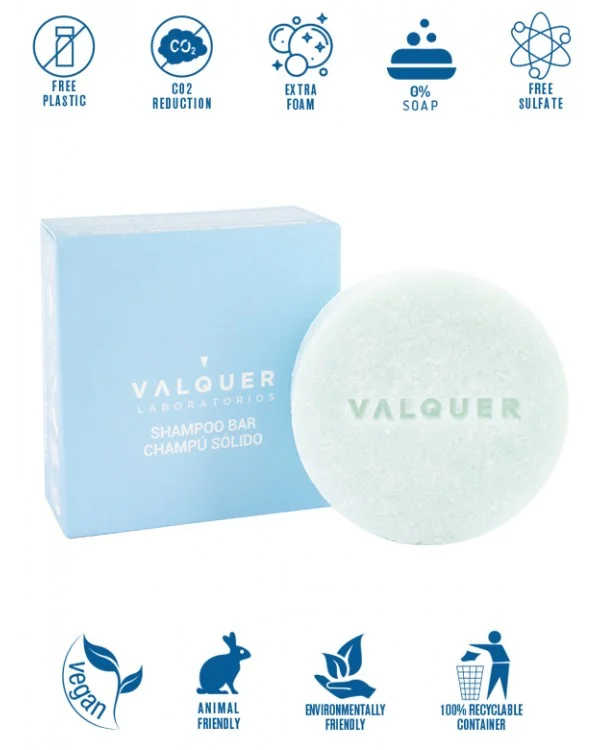 FREE
PLASTIC
CO2
CO2
REDUCTION
EXTRA
FOAM
0%
SOAP
FREE
SULFATE
VALQUER
LABORATORIOS
SHAMPOO BAR
CHAMPÚ SÓLIDO
VALQUER
vegan
ANIMAL
FRIENDLY
ENVIRONMENTALLY
FRIENDLY
100% RECYCLABLE
CONTAINER